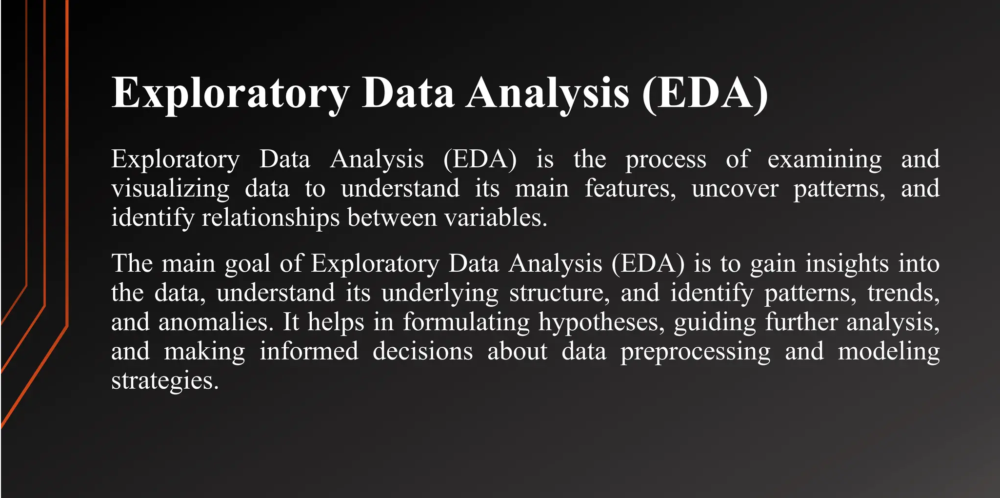 Exploratory Data Analysis (EDA)
Exploratory Data Analysis (EDA) is the process of examining and
visualizing data to understand its main features, uncover patterns, and
identify relationships between variables.
The main goal of Exploratory Data Analysis (EDA) is to gain insights into
the data, understand its underlying structure, and identify patterns, trends,
and anomalies. It helps in formulating hypotheses, guiding further analysis,
and making informed decisions about data preprocessing and modeling
strategies.